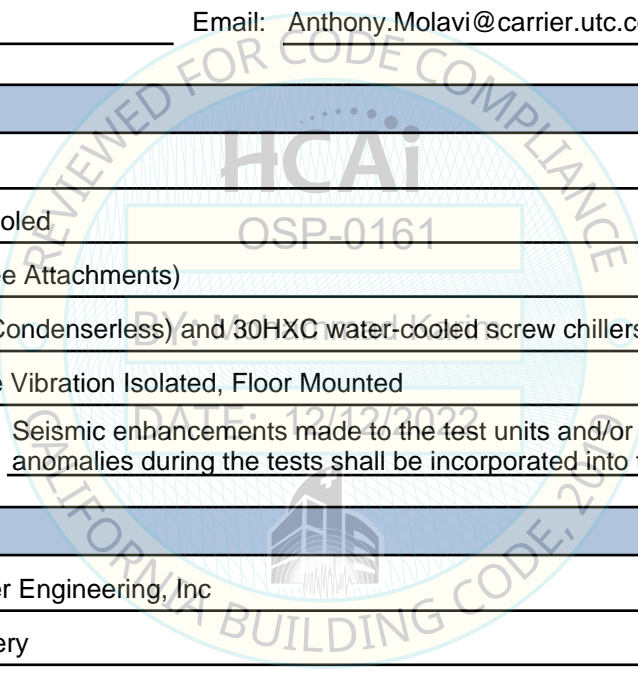 Email: Anthony.Molavi@carrier.utc.c
REVIEWED FOR CODE COMPLIANCE
HCAi
oled
OSP-0161
e Attachments)
Condenserless) and 30HXC water-cooled screw chillers
BY: Mohammad Karim
Vibration Isolated, Floor Mounted
DATE: 12/12/2022
Seismic enhancements made to the test units and/or
anomalies during the tests shall be incorporated into
er Engineering, Inc
ery
CALIFORNIA BUILDING CODE,